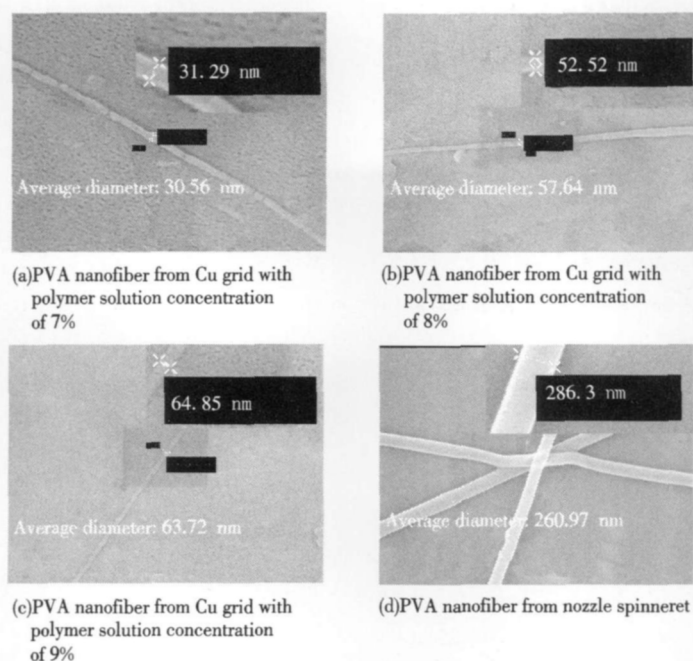 31. 29 nm
Average diameter: 30.56 nm
(a)PVA nanofiber from Cu grid with
polymer solution concentration
of 7%
52. 52 nm
Average diameter: 57.64 nm
(b)PVA nanofiber from Cu grid with
polymer solution concentration
of 8%
64. 85 nm
Average diameter: 63.72 nm
(c)PVA nanofiber from Cu grid with
polymer solution concentration
of 9%
286. 3 nm
Average diameter: 260.97 nm
(d)PVA nanofiber from nozzle spinneret